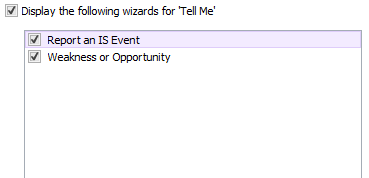 Display the following wizards for 'Tell Me'
Report an IS Event
Weakness or Opportunity